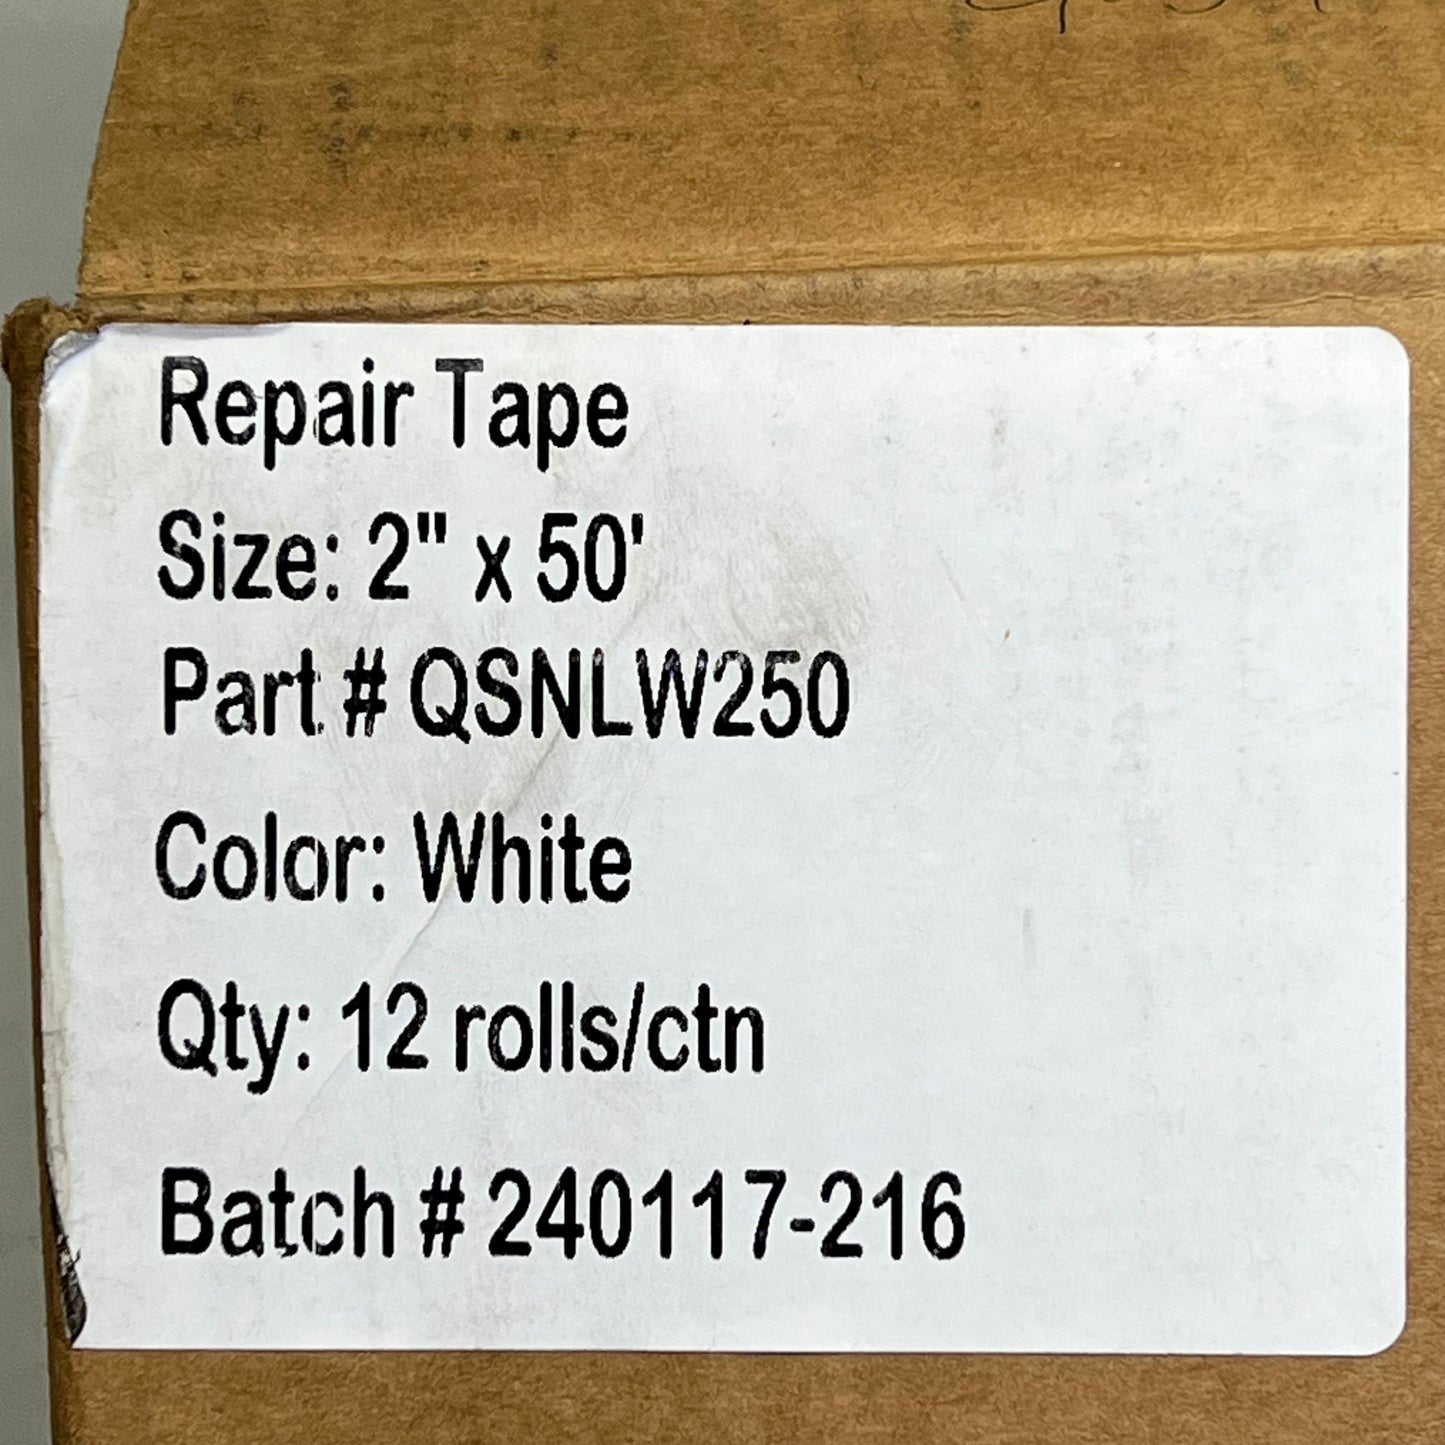 Repair Tape
Size: 2" x 50'
Part # QSNLW250
Color: White
Qty: 12 rolls/ctn
Batch # 240117-216